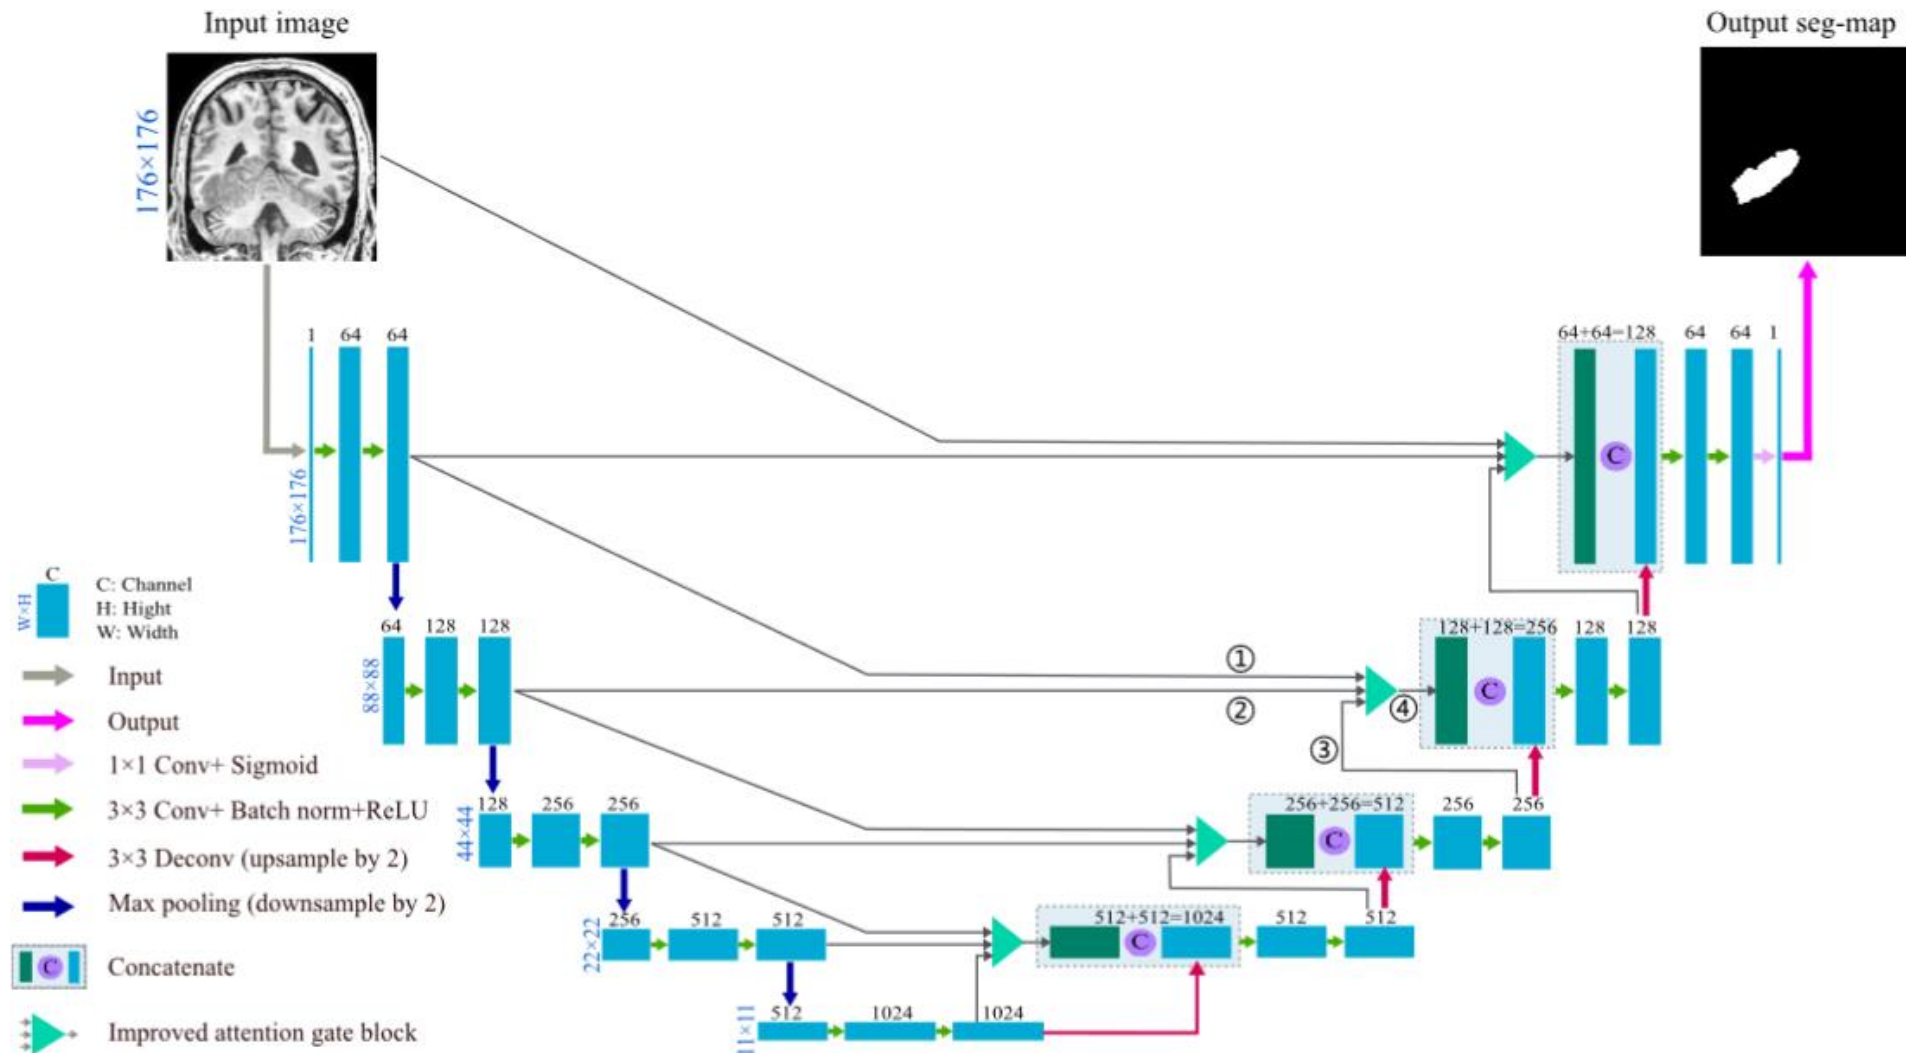 Input image
Output seg-map
176×176
1 64 64
176×176
64+64=128 64 64 1
C
C
W×H
C: Channel
H: Hight
W: Width
64 128 128
88×88
①
②
③
④
128+128=256 128 128
C
Input
Output
1×1 Conv+ Sigmoid
3×3 Conv+ Batch norm+ReLU
3×3 Deconv (upsample by 2)
Max pooling (downsample by 2)
C
Concatenate
Improved attention gate block
128 256 256
44×44
256+256=512 256 256
C
256 512 512
22×22
512+512=1024 512 512
C
512 1024 1024
11×11